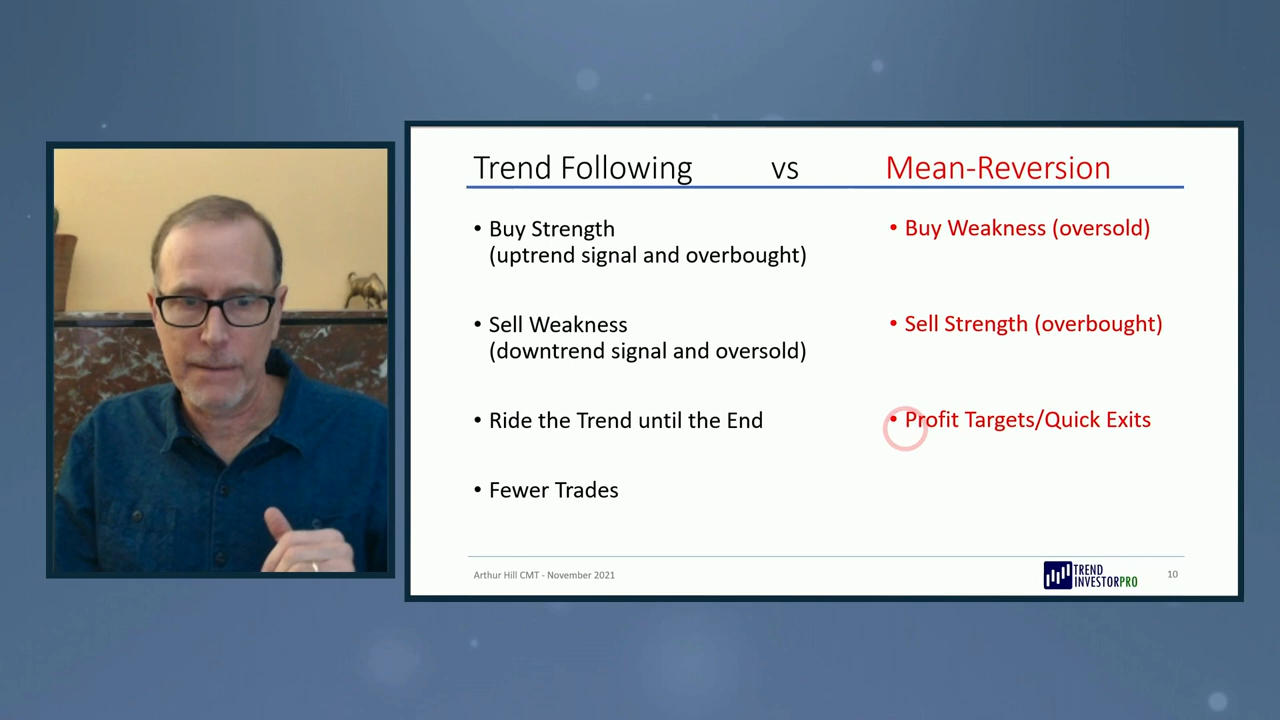 Trend Following vs Mean-Reversion
• Buy Strength
(uptrend signal and overbought)
• Sell Weakness
(downtrend signal and oversold)
• Ride the Trend until the End
• Fewer Trades
• Buy Weakness (oversold)
• Sell Strength (overbought)
• Profit Targets/Quick Exits
Arthur Hill CMT - November 2021
TREND
INVESTORPRO
10